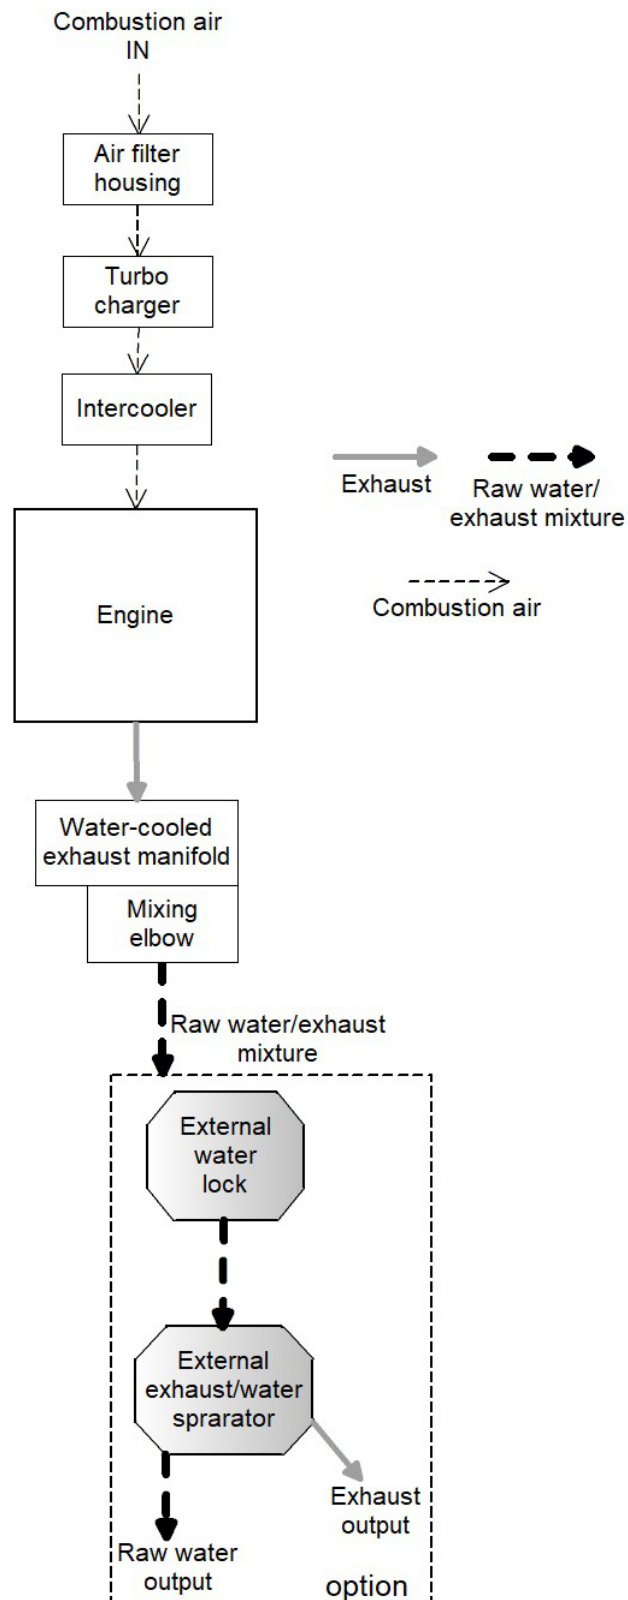 Combustion air
IN
Air filter
housing
Turbo
charger
Intercooler
Exhaust
Raw water/
exhaust mixture
Engine
Combustion air
Water-cooled
exhaust manifold
Mixing
elbow
Raw water/exhaust
mixture
External
water
lock
External
exhaust/water
sprarator
Exhaust
output
Raw water
output
option